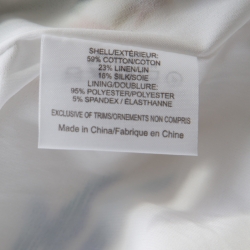 SHELL/EXTÉRIEUR:
59% COTTON/COTON
23% LINEN/LIN
18% SILK/SOIE
LINING/DOUBLURE:
95% POLYESTER/POLYESTER
5% SPANDEX / ÉLASTHANNE
EXCLUSIVE OF TRIMS/ORNEMENTS NON COMPRIS
Made in China/Fabriqué en Chine